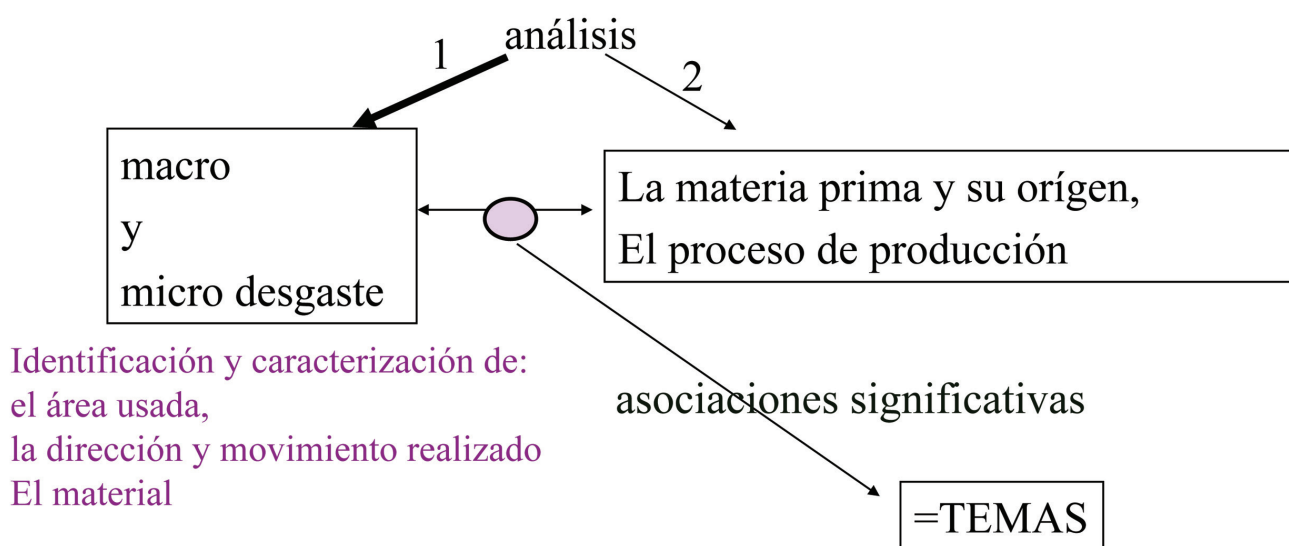 análisis
1
2
macro
y
micro desgaste
La materia prima y su orígen,
El proceso de producción
Identificación y caracterización de:
el área usada,
la dirección y movimiento realizado
El material
asociaciones significativas
=TEMAS